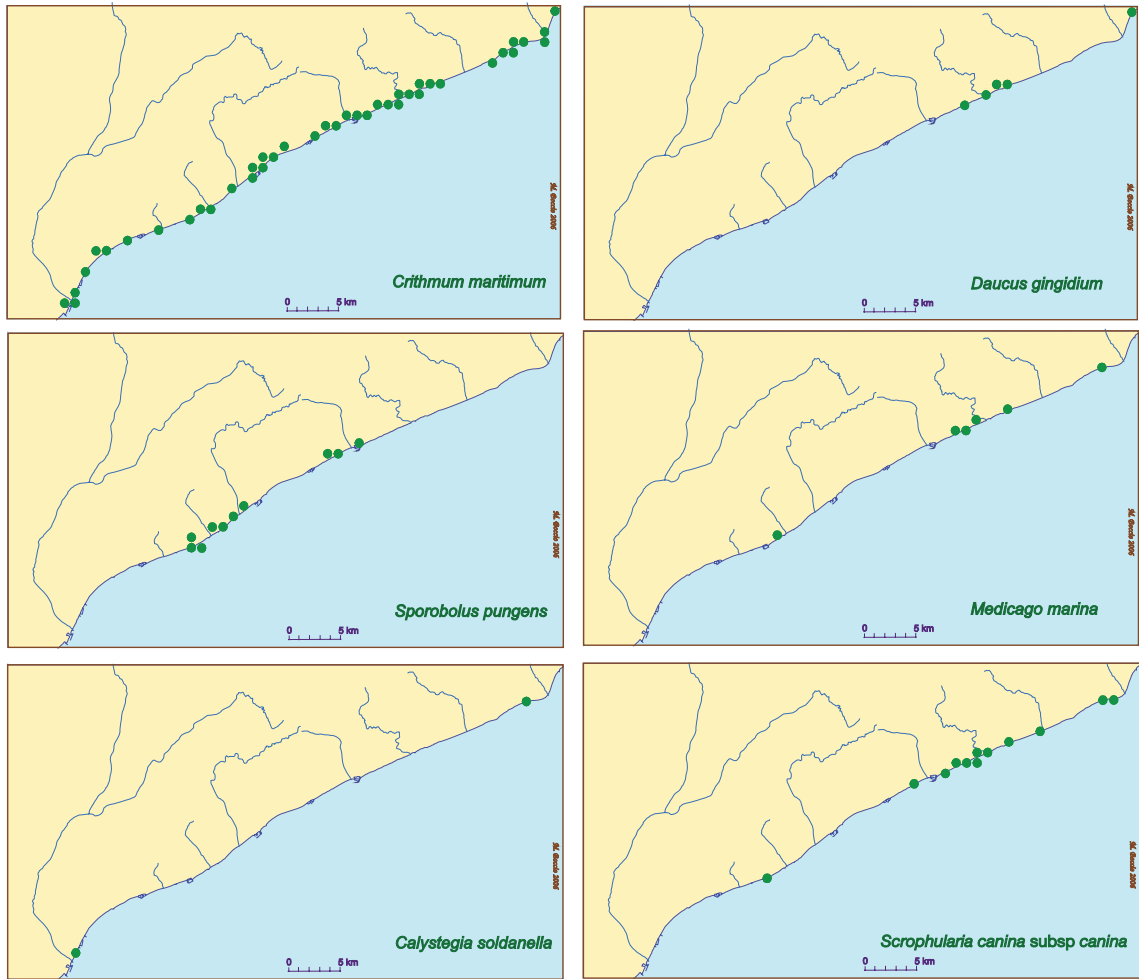 Crithmum maritimum
0 5 km
Daucus gingidium
0 5 km
Sporobolus pungens
0 5 km
Medicago marina
0 5 km
Calystegia soldanella
0 5 km
Scrophularia canina subsp canina
0 5 km